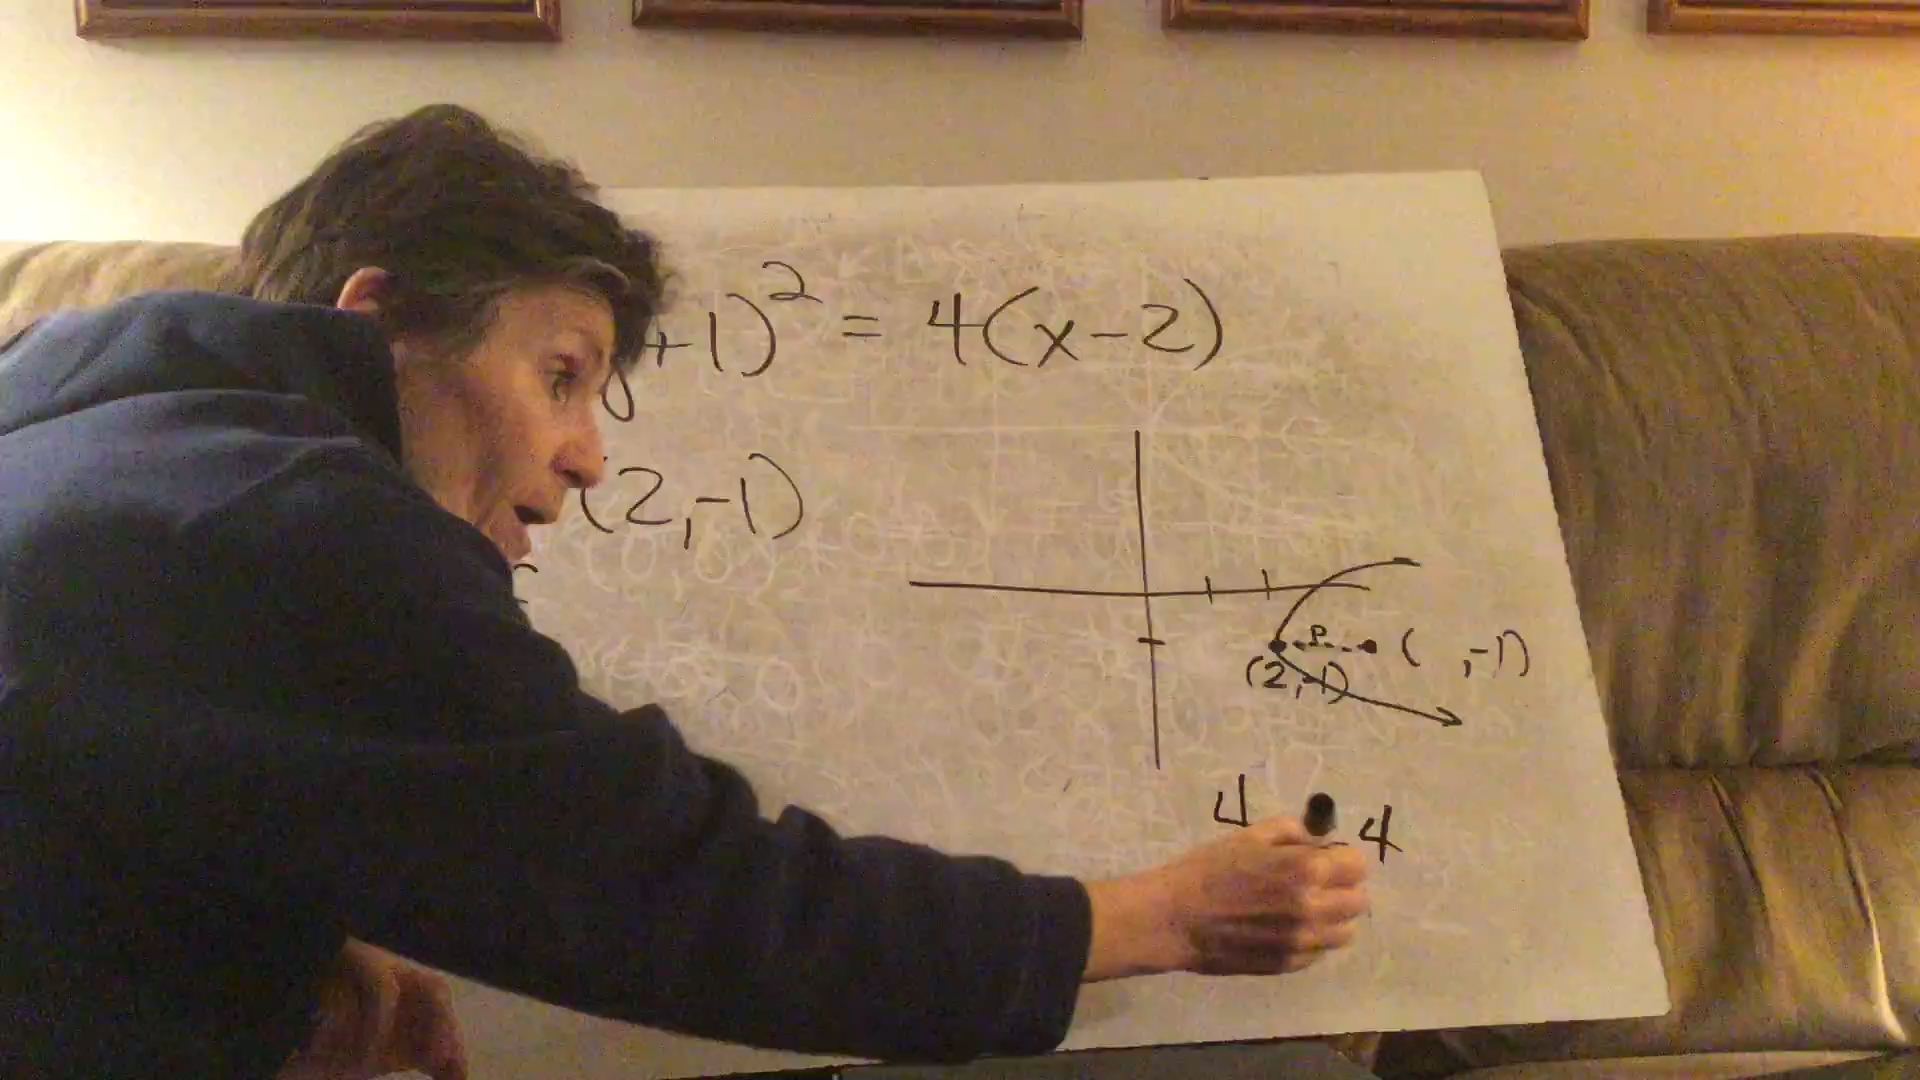 +1)² = 4(x-2)
(2,-1)
P
( ,-1)
(2,-1)
4 4